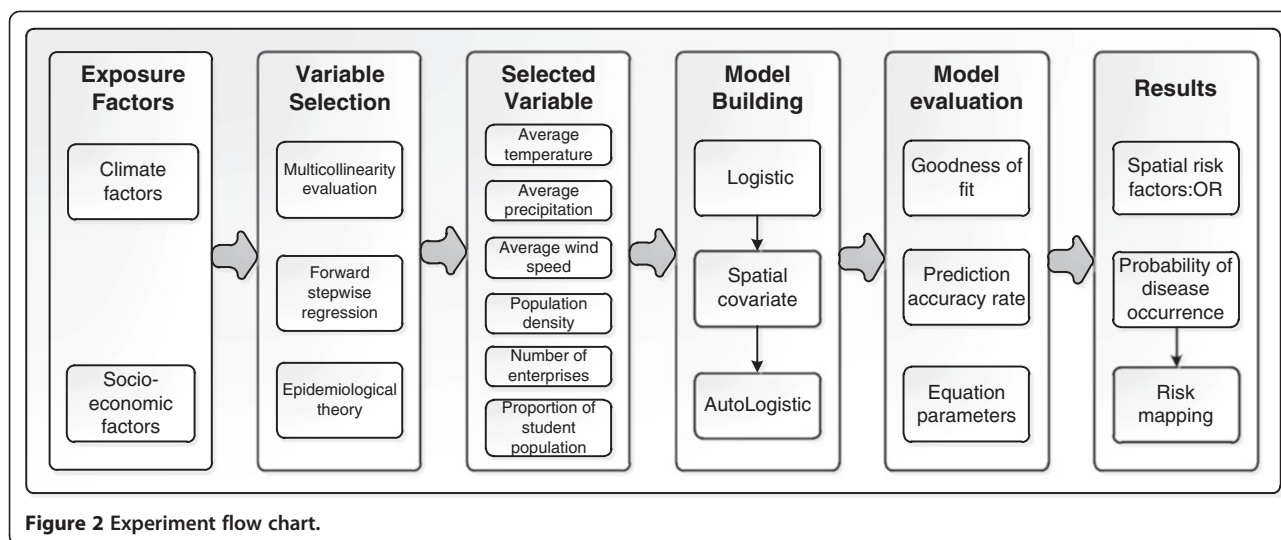 Exposure
Factors
Climate
factors
Socio-
economic
factors
Variable
Selection
Multicollinearity
evaluation
Forward
stepwise
regression
Epidemiological
theory
Selected
Variable
Average
temperature
Average
precipitation
Average wind
speed
Population
density
Number of
enterprises
Proportion of
student
population
Model
Building
Logistic
Spatial
covariate
AutoLogistic
Model
evaluation
Goodness of
fit
Prediction
accuracy rate
Equation
parameters
Results
Spatial risk
factors:OR
Probability of
disease
occurrence
Risk
mapping
Figure 2 Experiment flow chart.